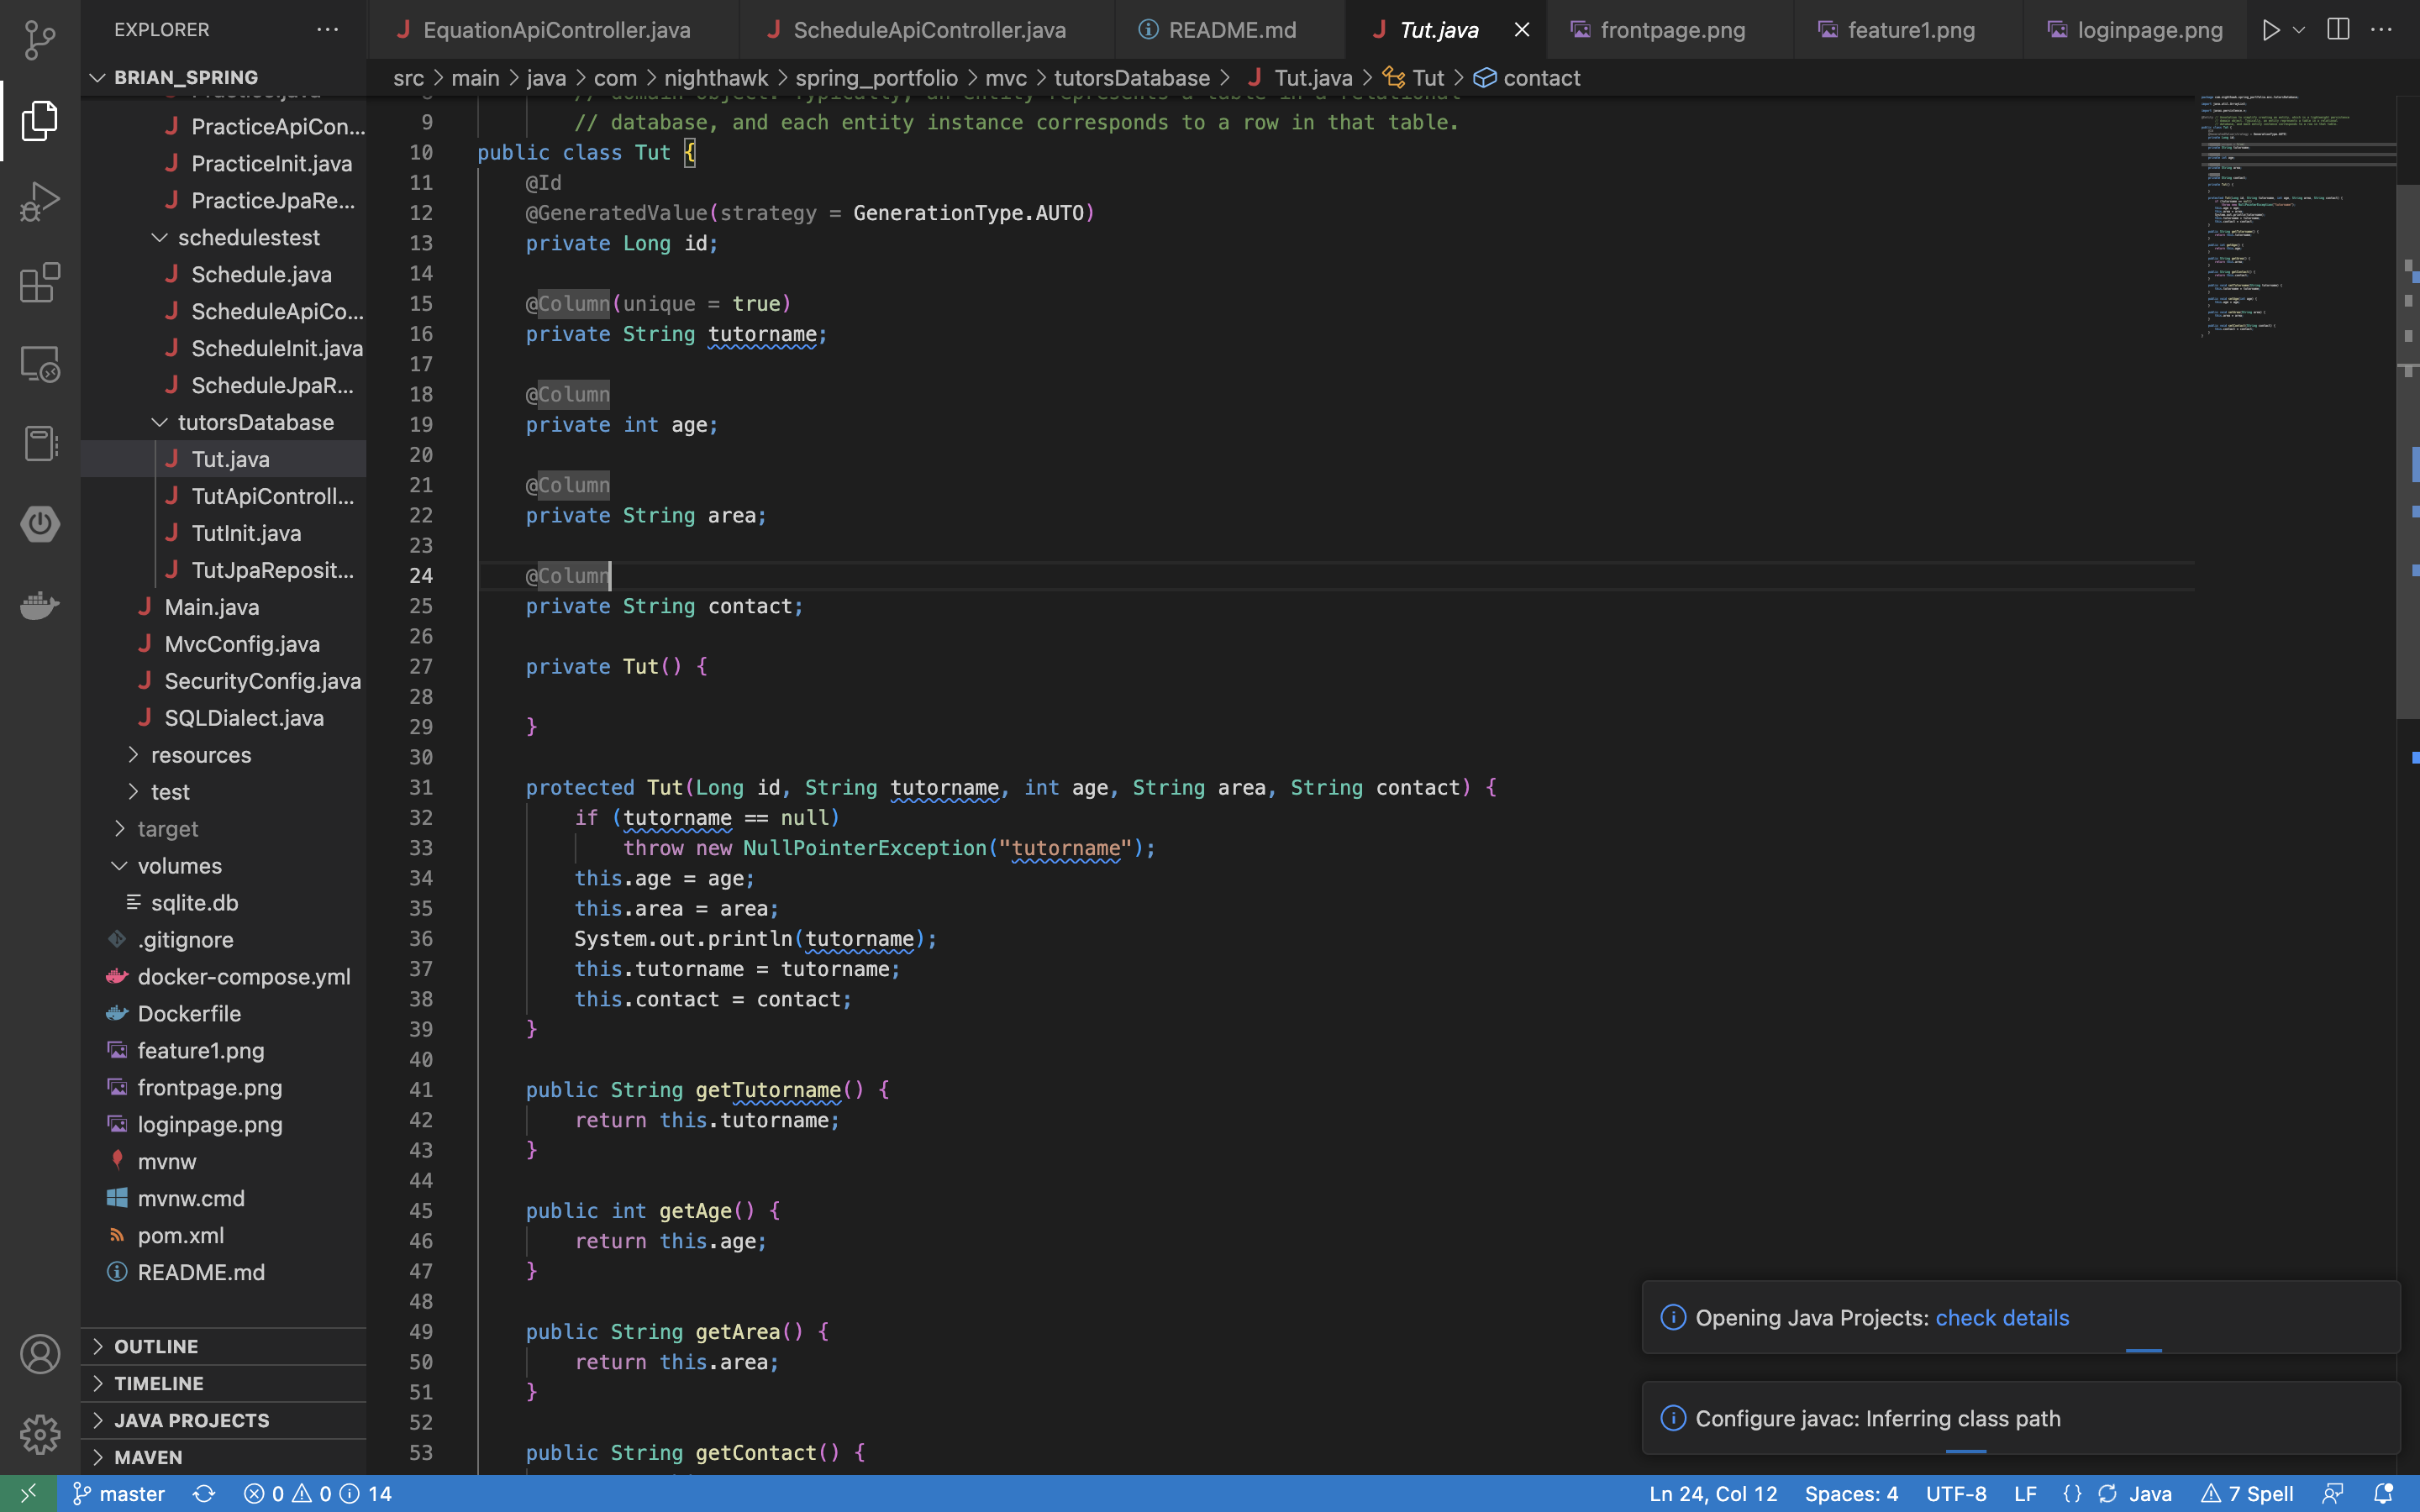 EXPLORER
BRIAN_SPRING
PracticeApiCon...
PracticeInit.java
PracticeJpaRe...
schedulestest
Schedule.java
ScheduleApiCo...
ScheduleInit.java
ScheduleJpaR...
tutorsDatabase
Tut.java
TutApiControll...
TutInit.java
TutJpaReposit...
Main.java
MvcConfig.java
SecurityConfig.java
SQLDialect.java
resources
test
target
volumes
sqlite.db
.gitignore
docker-compose.yml
Dockerfile
feature1.png
frontpage.png
loginpage.png
mvnw
mvnw.cmd
pom.xml
README.md
OUTLINE
TIMELINE
JAVA PROJECTS
MAVEN
EquationApiController.java
ScheduleApiController.java
README.md
Tut.java
frontpage.png
feature1.png
loginpage.png
src > main > java > com > nighthawk > spring_portfolio > mvc > tutorsDatabase > Tut.java > Tut > contact
9 // database, and each entity instance corresponds to a row in that table.
10 public class Tut {
11 @Id
12 @GeneratedValue(strategy = GenerationType.AUTO)
13 private Long id;
14
15 @Column(unique = true)
16 private String tutorname;
17
18 @Column
19 private int age;
20
21 @Column
22 private String area;
23
24 @Column
25 private String contact;
26
27 private Tut() {
28
29 }
30
31 protected Tut(Long id, String tutorname, int age, String area, String contact) {
32 if (tutorname == null)
33 throw new NullPointerException("tutorname");
34 this.age = age;
35 this.area = area;
36 System.out.println(tutorname);
37 this.tutorname = tutorname;
38 this.contact = contact;
39 }
40
41 public String getTutorname() {
42 return this.tutorname;
43 }
44
45 public int getAge() {
46 return this.age;
47 }
48
49 public String getArea() {
50 return this.area;
51 }
52
53 public String getContact() {
Opening Java Projects: check details
Configure javac: Inferring class path
master 0 0 14 Ln 24, Col 12 Spaces: 4 UTF-8 LF {} Java 7 Spell